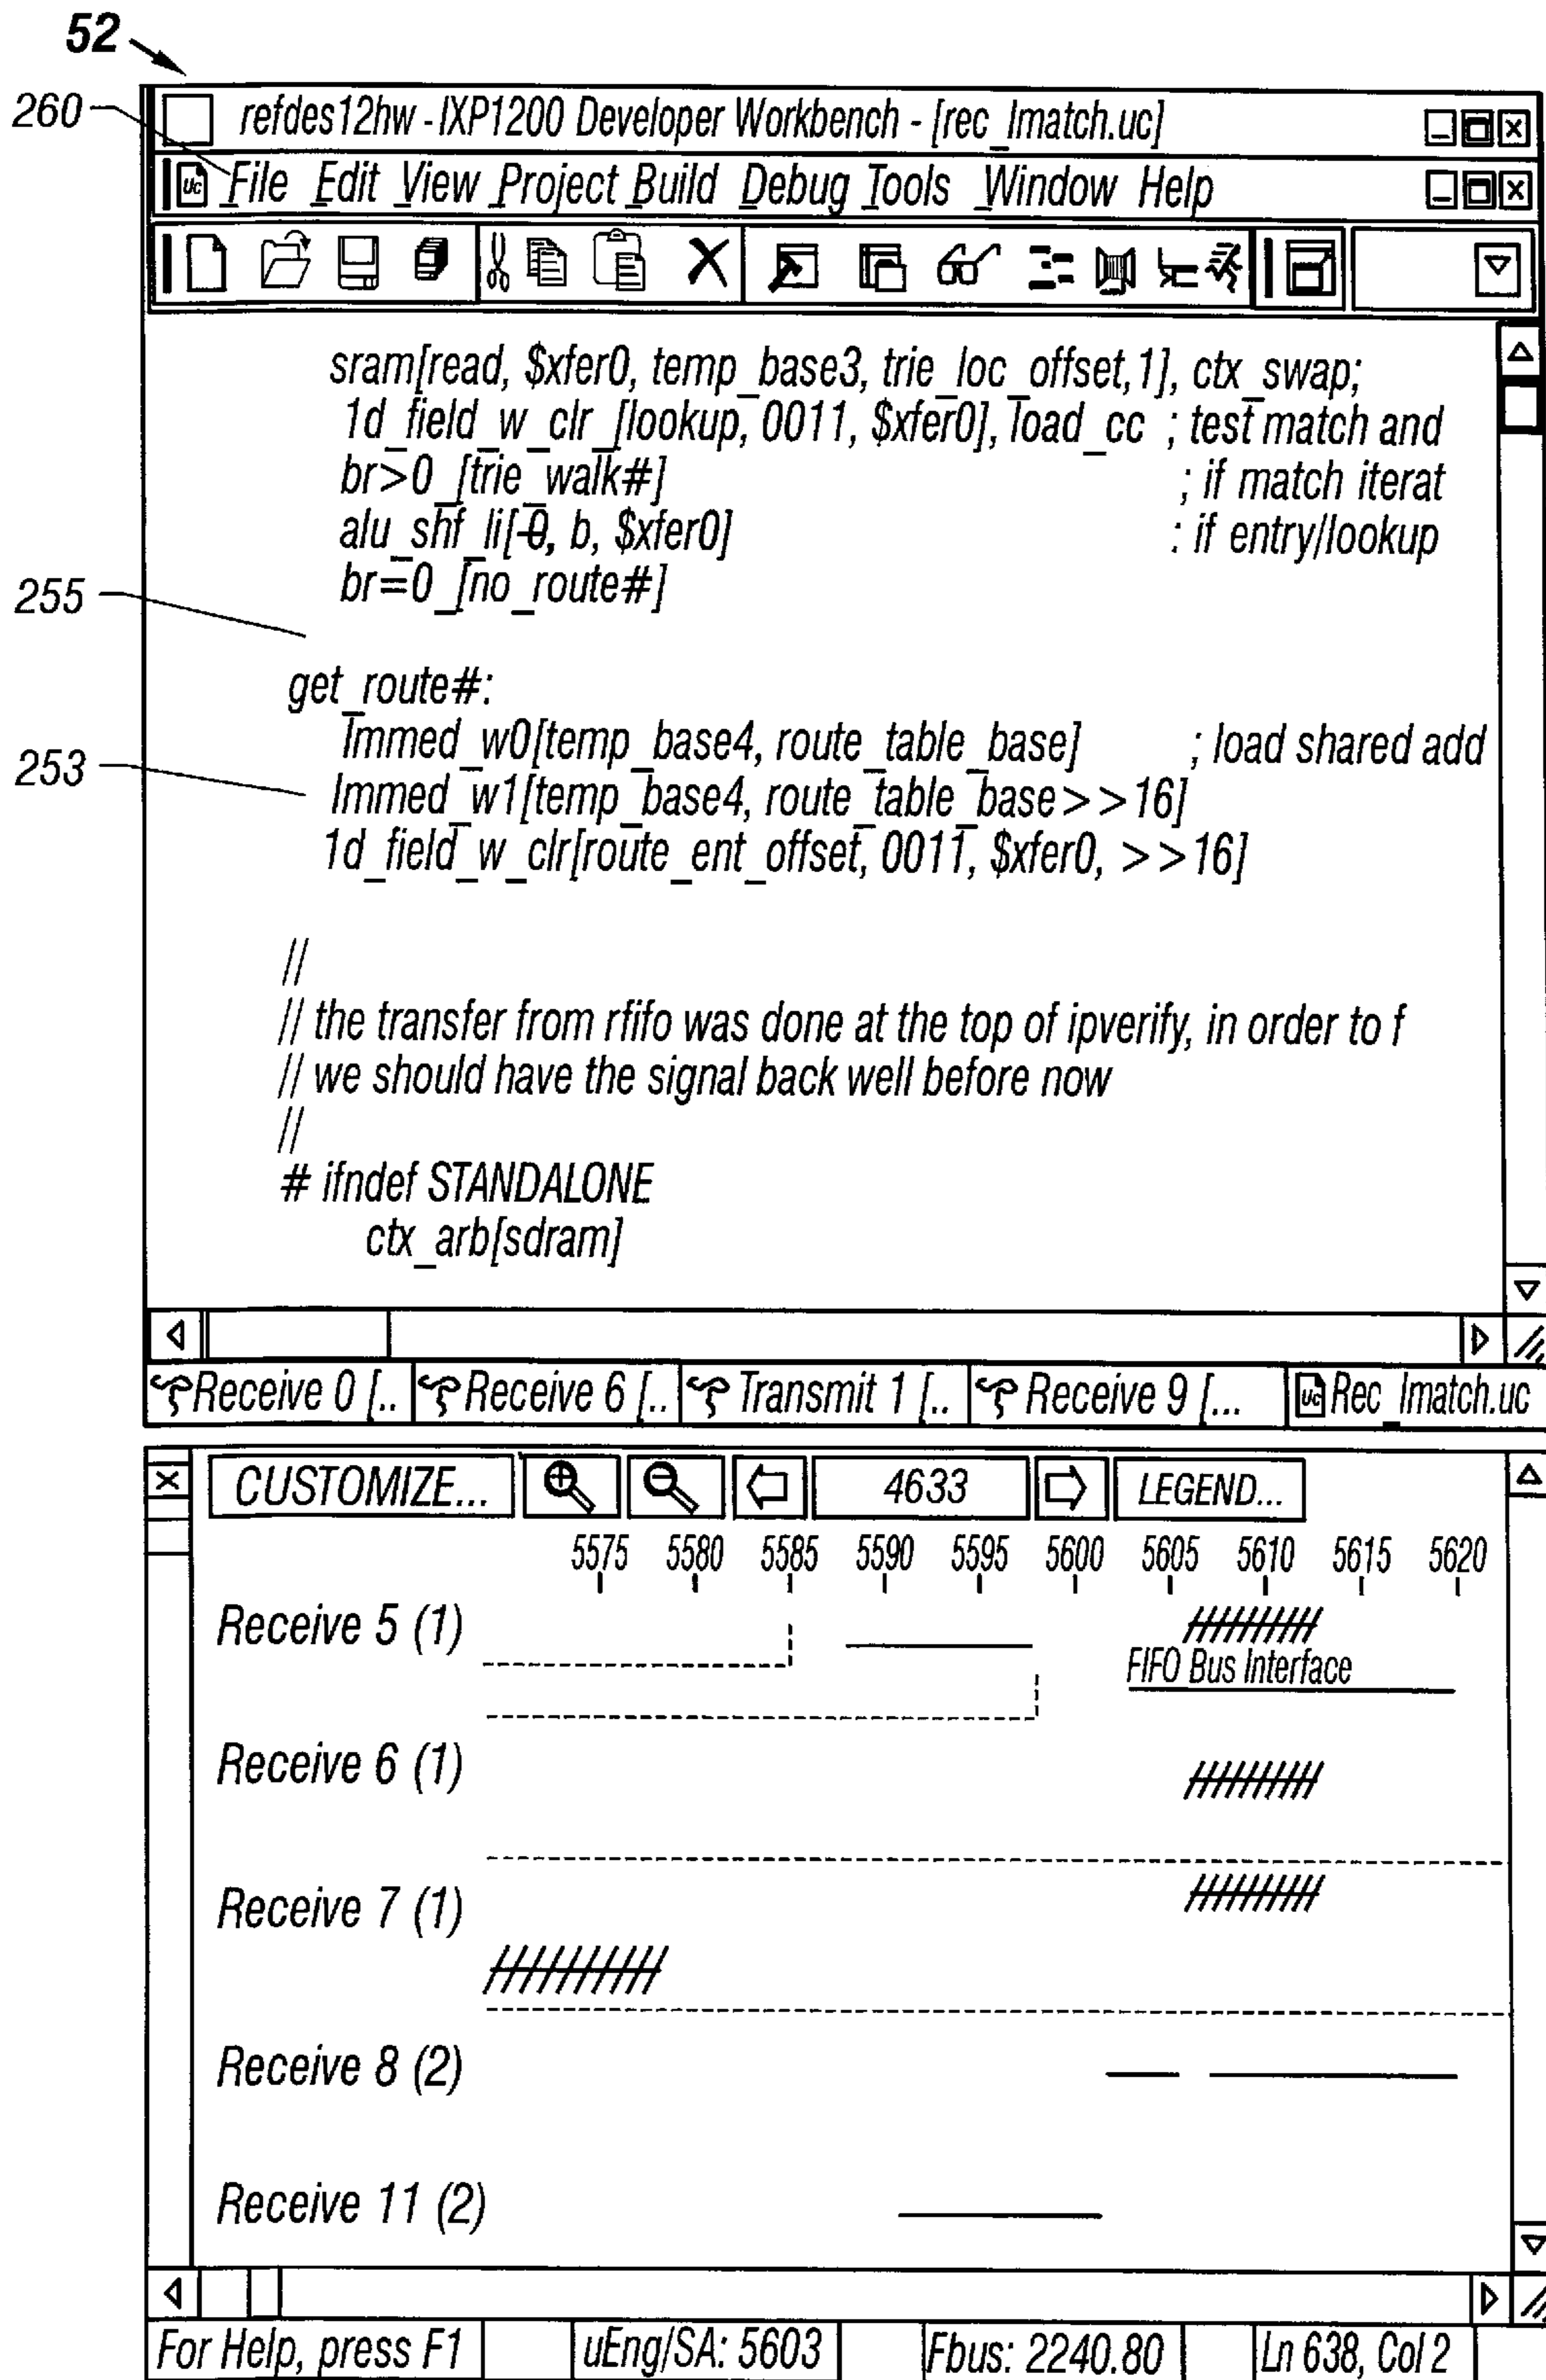 52
260
refdes12hw - IXP1200 Developer Workbench - [rec_lmatch.uc]
uc File Edit View Project Build Debug Tools Window Help
sram[read, $xfer0, temp_base3, trie_loc_offset,1], ctx_swap;
1d_field_w_clr_[lookup, 0011, $xfer0], load_cc ; test match and
br>0_[trie_walk#] ; if match iterat
alu_shf_li[-0, b, $xfer0] : if entry/lookup
br=0_[no_route#]
255
get_route#:
Immed_w0[temp_base4, route_table_base] ; load shared add
253
Immed_w1[temp_base4, route_table_base>>16]
1d_field_w_clr[route_ent_offset, 0011, $xfer0, >>16]
//
// the transfer from rfifo was done at the top of ipverify, in order to f
// we should have the signal back well before now
//
# ifndef STANDALONE
ctx_arb[sdram]
Receive 0 [.. Receive 6 [.. Transmit 1 [.. Receive 9 [... uc Rec_lmatch.uc
CUSTOMIZE... 4633 LEGEND...
5575 5580 5585 5590 5595 5600 5605 5610 5615 5620
Receive 5 (1)
FIFO Bus Interface
Receive 6 (1)
Receive 7 (1)
Receive 8 (2)
Receive 11 (2)
For Help, press F1 uEng/SA: 5603 Fbus: 2240.80 Ln 638, Col 2